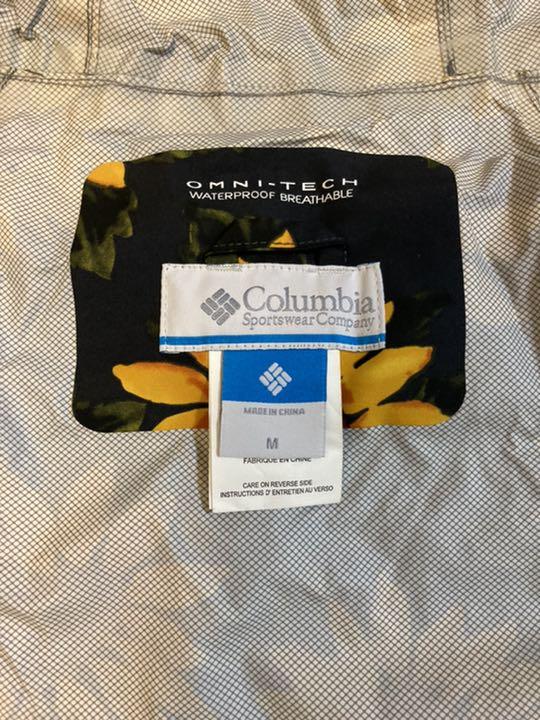 OMNI-TECH
WATERPROOF BREATHABLE
Columbia
Sportswear Company
MADE IN CHINA
M
FABRIQUE EN CHINE
CARE ON REVERSE SIDE
INSTRUCTIONS D' ENTRETIEN AU VERSO